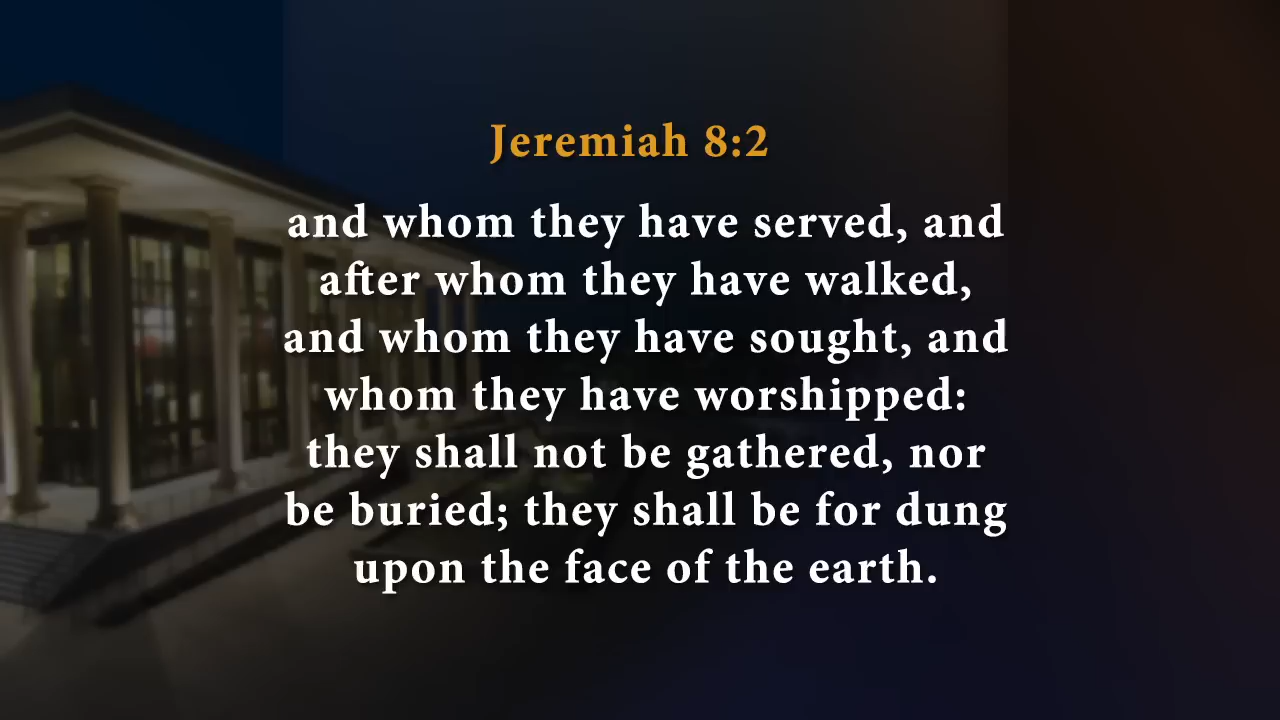 Jeremiah 8:2
and whom they have served, and
after whom they have walked,
and whom they have sought, and
whom they have worshipped:
they shall not be gathered, nor
be buried; they shall be for dung
upon the face of the earth.